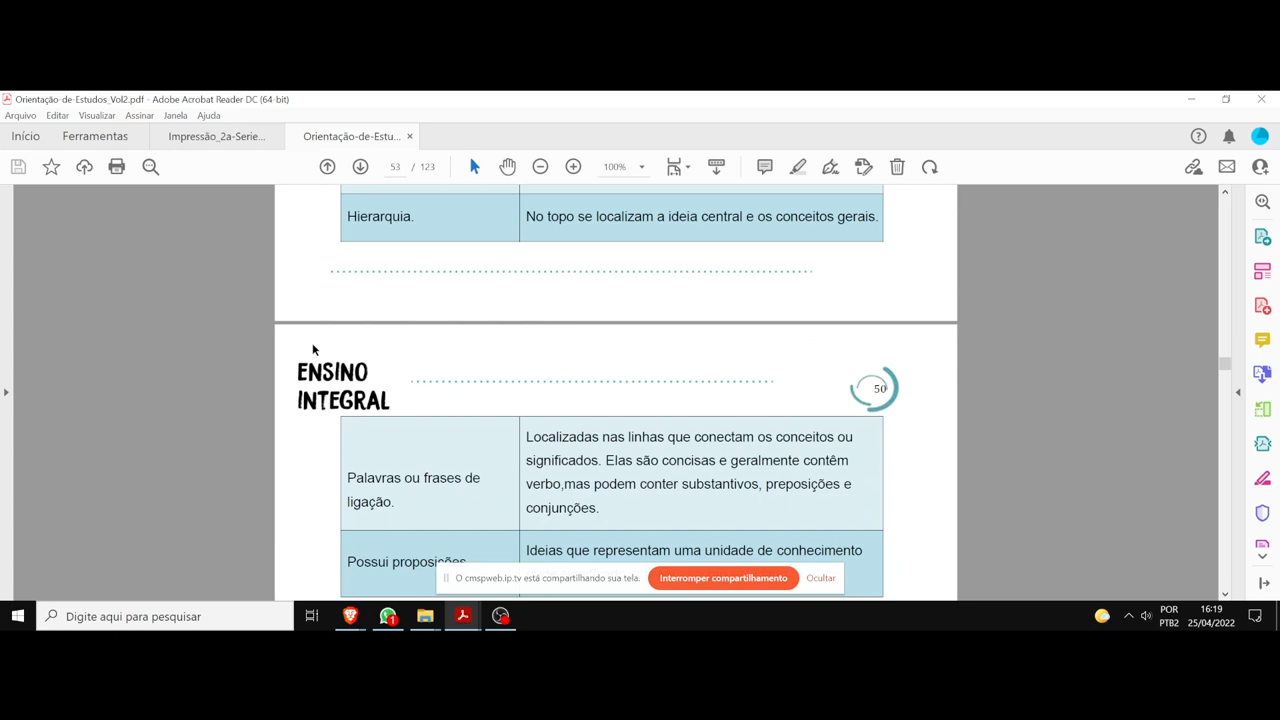 Orientação-de-Estudos_Vol2.pdf - Adobe Acrobat Reader DC (64-bit)
Arquivo Editar Visualizar Assinar Janela Ajuda
Início Ferramentas Impressão_2a-Serie... Orientação-de-Estu... ×
53 / 123 100%
Hierarquia. No topo se localizam a ideia central e os conceitos gerais.
ENSINO
INTEGRAL
50
Localizadas nas linhas que conectam os conceitos ou
significados. Elas são concisas e geralmente contêm
Palavras ou frases de
verbo,mas podem conter substantivos, preposições e
ligação.
conjunções.
Ideias que representam uma unidade de conhecimento
Possui proposições
O cmspweb.ip.tv está compartilhando sua tela. Interromper compartilhamento Ocultar
Digite aqui para pesquisar
1
POR
PTB2
16:19
25/04/2022